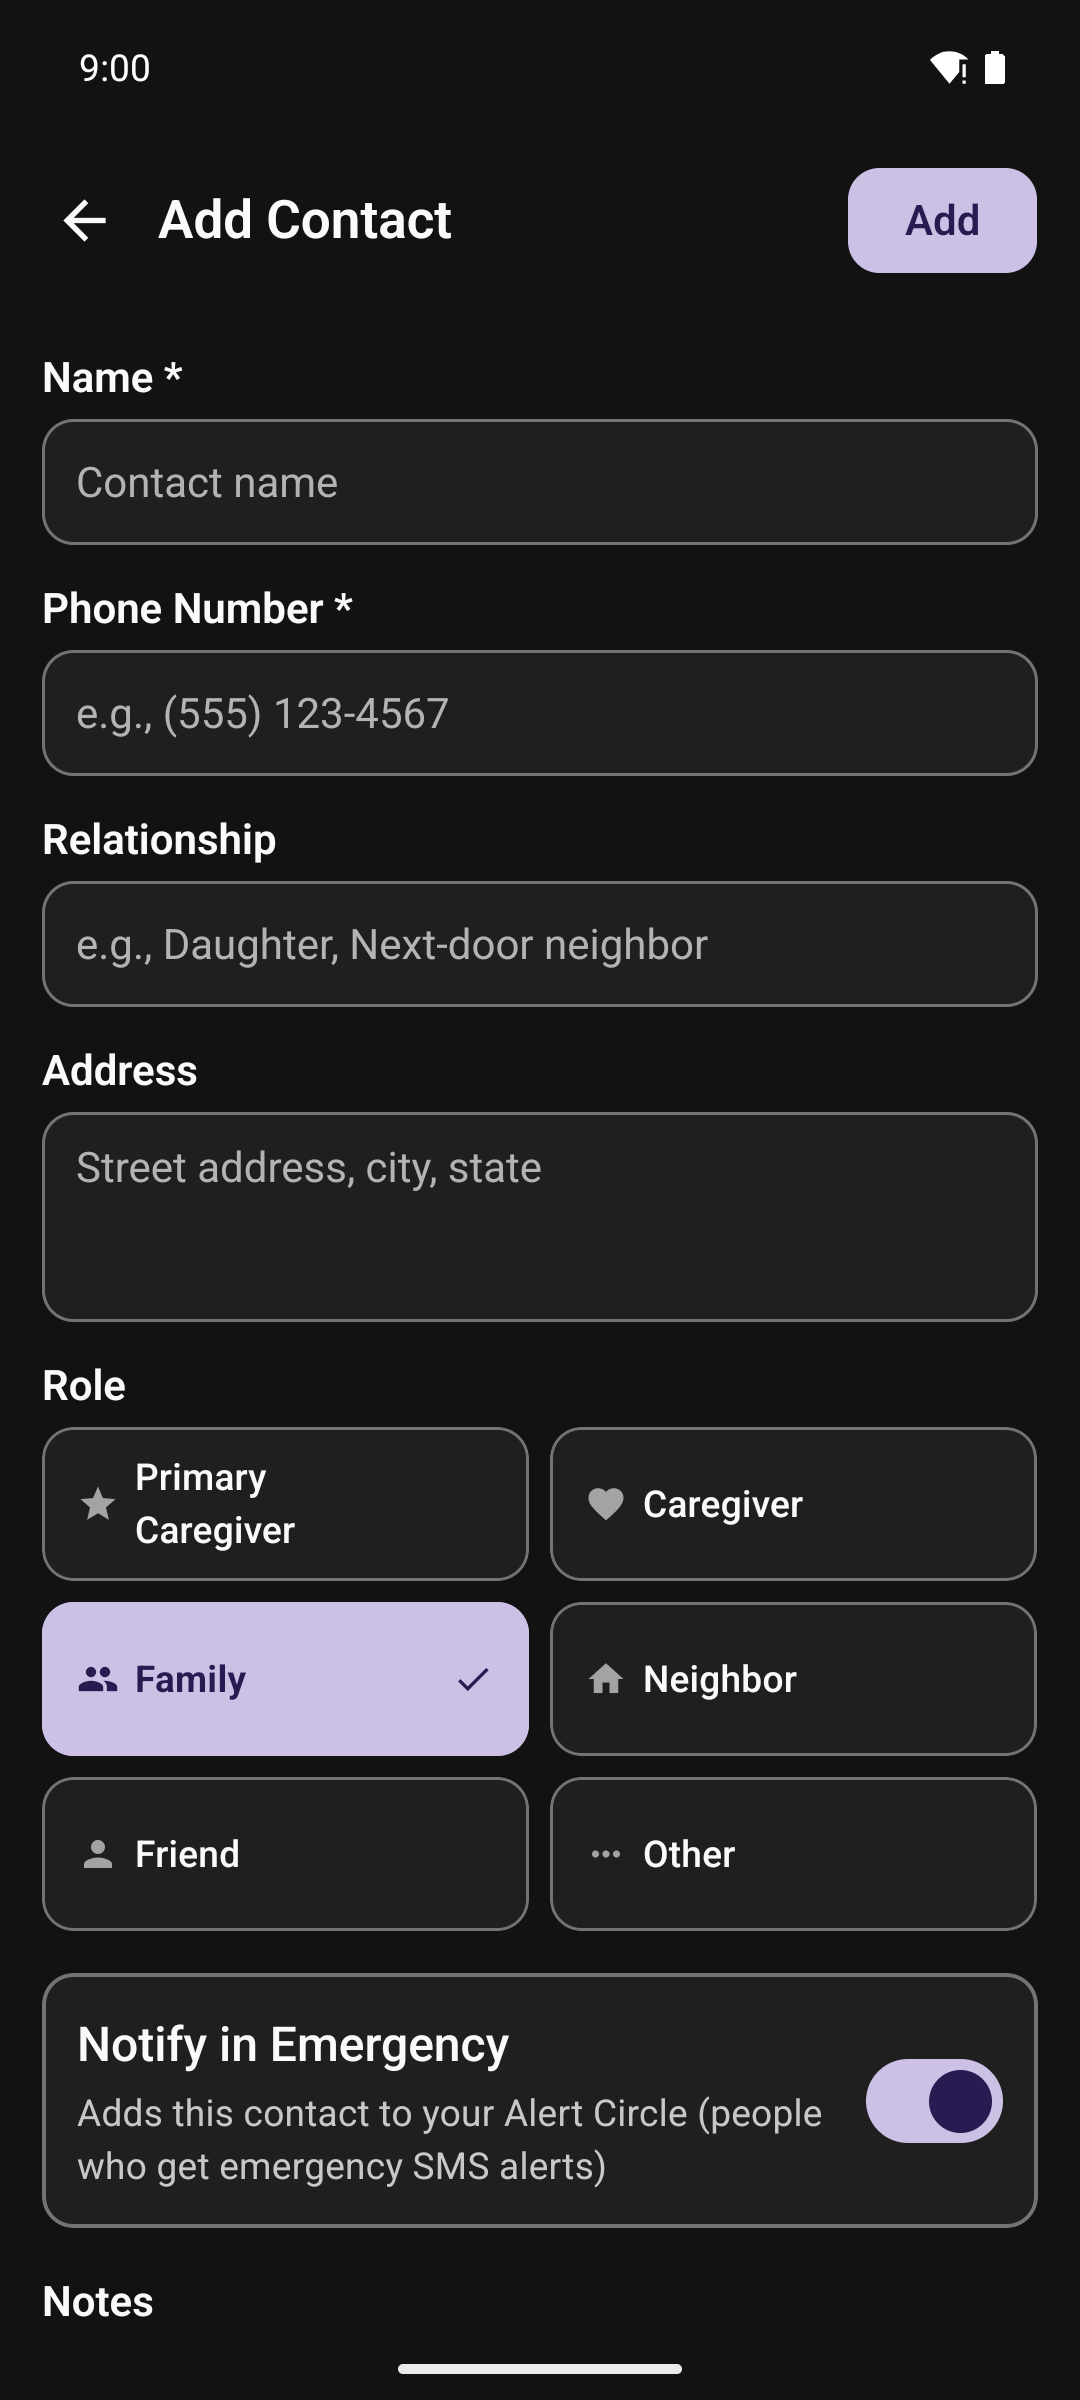 9:00
Add Contact
Add
Name *
Contact name
Phone Number *
e.g., (555) 123-4567
Relationship
e.g., Daughter, Next-door neighbor
Address
Street address, city, state
Role
Primary
Caregiver
Caregiver
Family
Neighbor
Friend
Other
Notify in Emergency
Adds this contact to your Alert Circle (people
who get emergency SMS alerts)
Notes